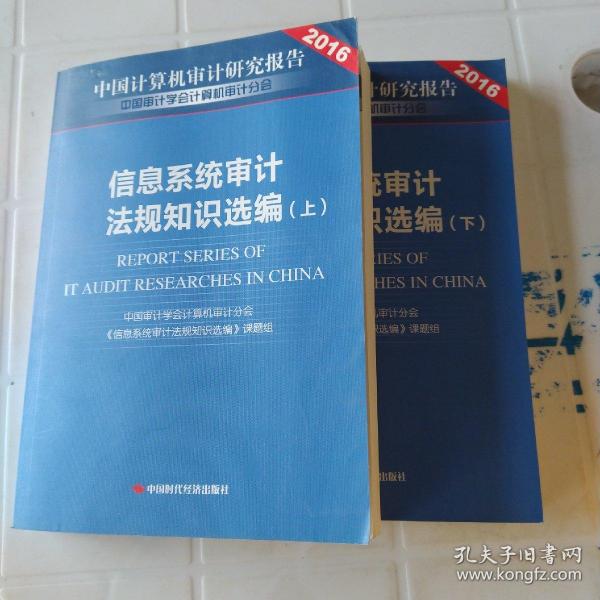 2016
中国计算机审计研究报告
中国审计学会计算机审计分会
信息系统审计
法规知识选编（上）
REPORT SERIES OF
IT AUDIT RESEARCHES IN CHINA
中国审计学会计算机审计分会
《信息系统审计法规知识选编》课题组
中国时代经济出版社
2016
计研究报告
机审计分会
统审计
识选编（下）
IES OF
HES IN CHINA
机审计分会
识选编》课题组
出版社
孔夫子旧书网
www.kongfz.com